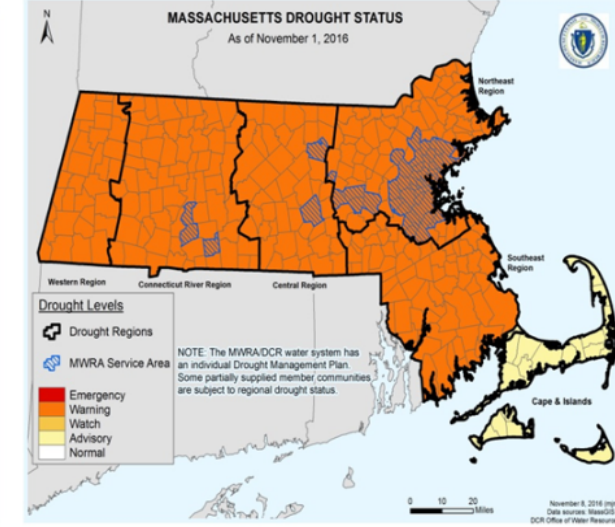 MASSACHUSETTS DROUGHT STATUS
As of November 1, 2016
N
Northeast
Region
Southeast
Region
Western Region
Connecticut River Region
Central Region
Cape & Islands
Drought Levels
Drought Regions
MWRA Service Area
Emergency
Warning
Watch
Advisory
Normal
NOTE: The MWRA/DCR water system has
an individual Drought Management Plan.
Some partially supplied member communities
are subject to regional drought status.
0 10 20
Miles
November 8, 2016
Data sources: MassGIS
DCR Office of Water